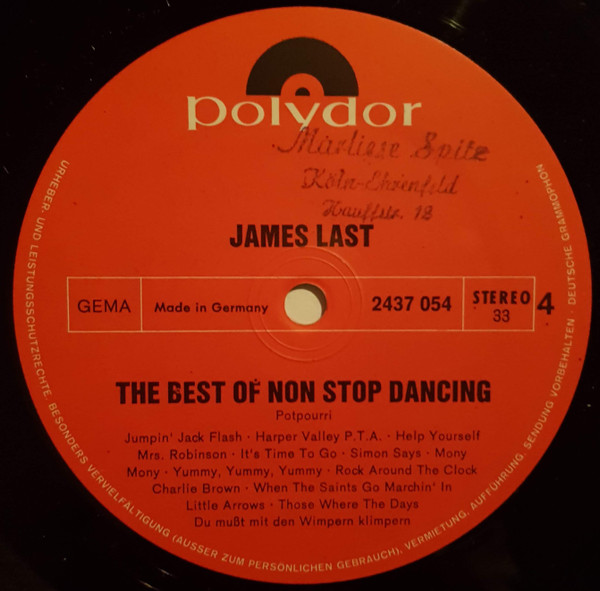 polydor
Marliese Spitz
Köln-Ehrenfeld
Hauffstr. 18
JAMES LAST
GEMA
Made in Germany
2437 054
STEREO
33
4
THE BEST OF NON STOP DANCING
Potpourri
Jumpin' Jack Flash · Harper Valley P.T.A. · Help Yourself
Mrs. Robinson · It's Time To Go · Simon Says · Mony
Mony · Yummy, Yummy, Yummy · Rock Around The Clock
Charlie Brown · When The Saints Go Marchin' In
Little Arrows · Those Where The Days
Du mußt mit den Wimpern klimpern
URHEBER- UND LEISTUNGSSCHUTZRECHTE, BESONDERS VERVIELFÄLTIGUNG (AUSSER ZUM PERSÖNLICHEN GEBRAUCH), VERMIETUNG, AUFFÜHRUNG, SENDUNG VORBEHALTEN · DEUTSCHE GRAMMOPHON